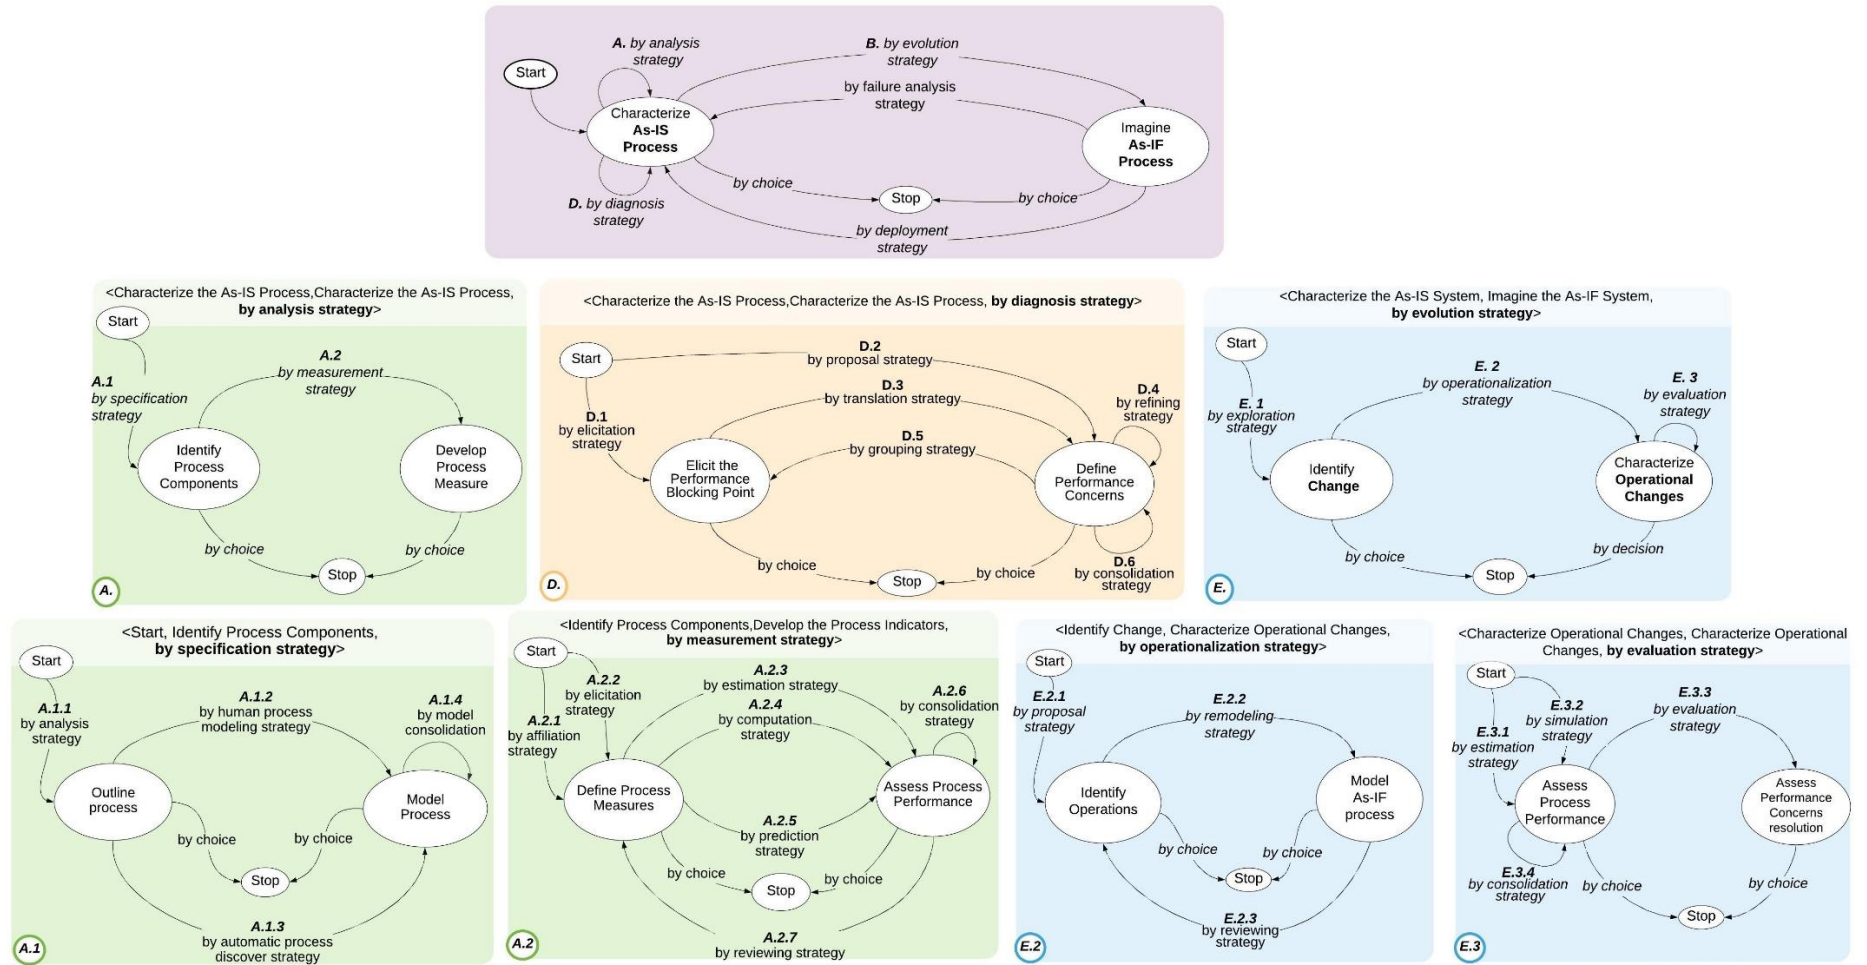 A. by analysis
strategy
B. by evolution
strategy
Start
by failure analysis
strategy
Characterize
As-IS
Process
Imagine
As-IF
Process
by choice
Stop
by choice
D. by diagnosis
strategy
by deployment
strategy
<Characterize the As-IS Process,Characterize the As-IS Process,
by analysis strategy>
Start
A.2
by measurement
strategy
A.1
by specification
strategy
Identify
Process
Components
Develop
Process
Measure
by choice
by choice
Stop
A.
<Characterize the As-IS Process,Characterize the As-IS Process, by diagnosis strategy>
Start
D.2
by proposal strategy
D.3
by translation strategy
D.4
by refining
strategy
D.1
by elicitation
strategy
D.5
by grouping strategy
Elicit the
Performance
Blocking Point
Define
Performance
Concerns
by choice
Stop
by choice
D.6
by consolidation
strategy
D.
<Characterize the As-IS System, Imagine the As-IF System,
by evolution strategy>
Start
E. 2
by operationalization
strategy
E. 3
by evaluation
strategy
E. 1
by exploration
strategy
Identify
Change
Characterize
Operational
Changes
by choice
by decision
Stop
E.
<Start, Identify Process Components,
by specification strategy>
Start
A.1.1
by analysis
strategy
A.1.2
by human process
modeling strategy
A.1.4
by model
consolidation
Outline
process
Model
Process
by choice
by choice
Stop
A.1.3
by automatic process
discover strategy
A.1
<Identify Process Components,Develop the Process Indicators,
by measurement strategy>
Start
A.2.2
by elicitation
strategy
A.2.3
by estimation strategy
A.2.4
by computation
strategy
A.2.6
by consolidation
strategy
A.2.1
by affiliation
strategy
Define Process
Measures
Assess Process
Performance
A.2.5
by prediction
strategy
by choice
Stop
by choice
A.2.7
by reviewing strategy
A.2
<Identify Change, Characterize Operational Changes,
by operationalization strategy>
Start
E.2.1
by proposal
strategy
E.2.2
by remodeling
strategy
Identify
Operations
Model
As-IF
process
by choice
by choice
Stop
E.2.3
by reviewing
strategy
E.2
<Characterize Operational Changes, Characterize Operational
Changes, by evaluation strategy>
Start
E.3.2
by simulation
strategy
E.3.3
by evaluation
strategy
E.3.1
by estimation
strategy
Assess
Process
Performance
Assess
Performance
Concerns
resolution
E.3.4
by consolidation
strategy
by choice
by choice
Stop
E.3